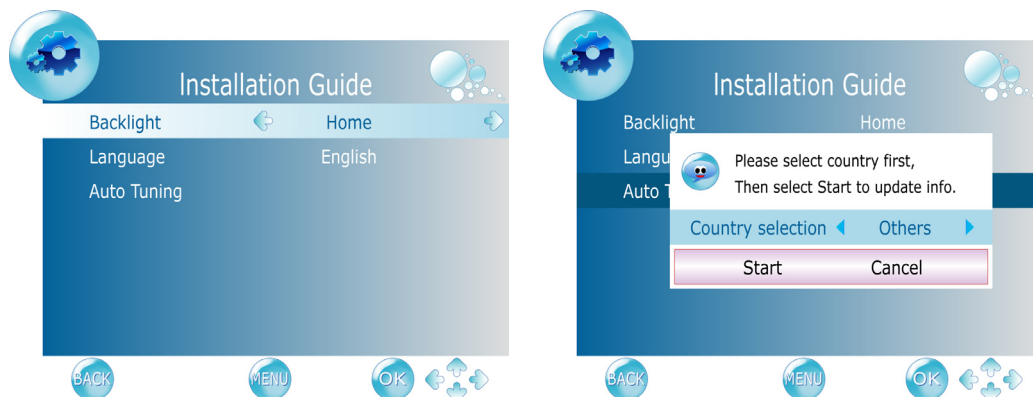 Installation Guide
Backlight Home
Language English
Auto Tuning
BACK MENU OK
Installation Guide
Backlight Home
Langu
Auto T
Please select country first,
Then select Start to update info.
Country selection Others
Start Cancel
BACK MENU OK